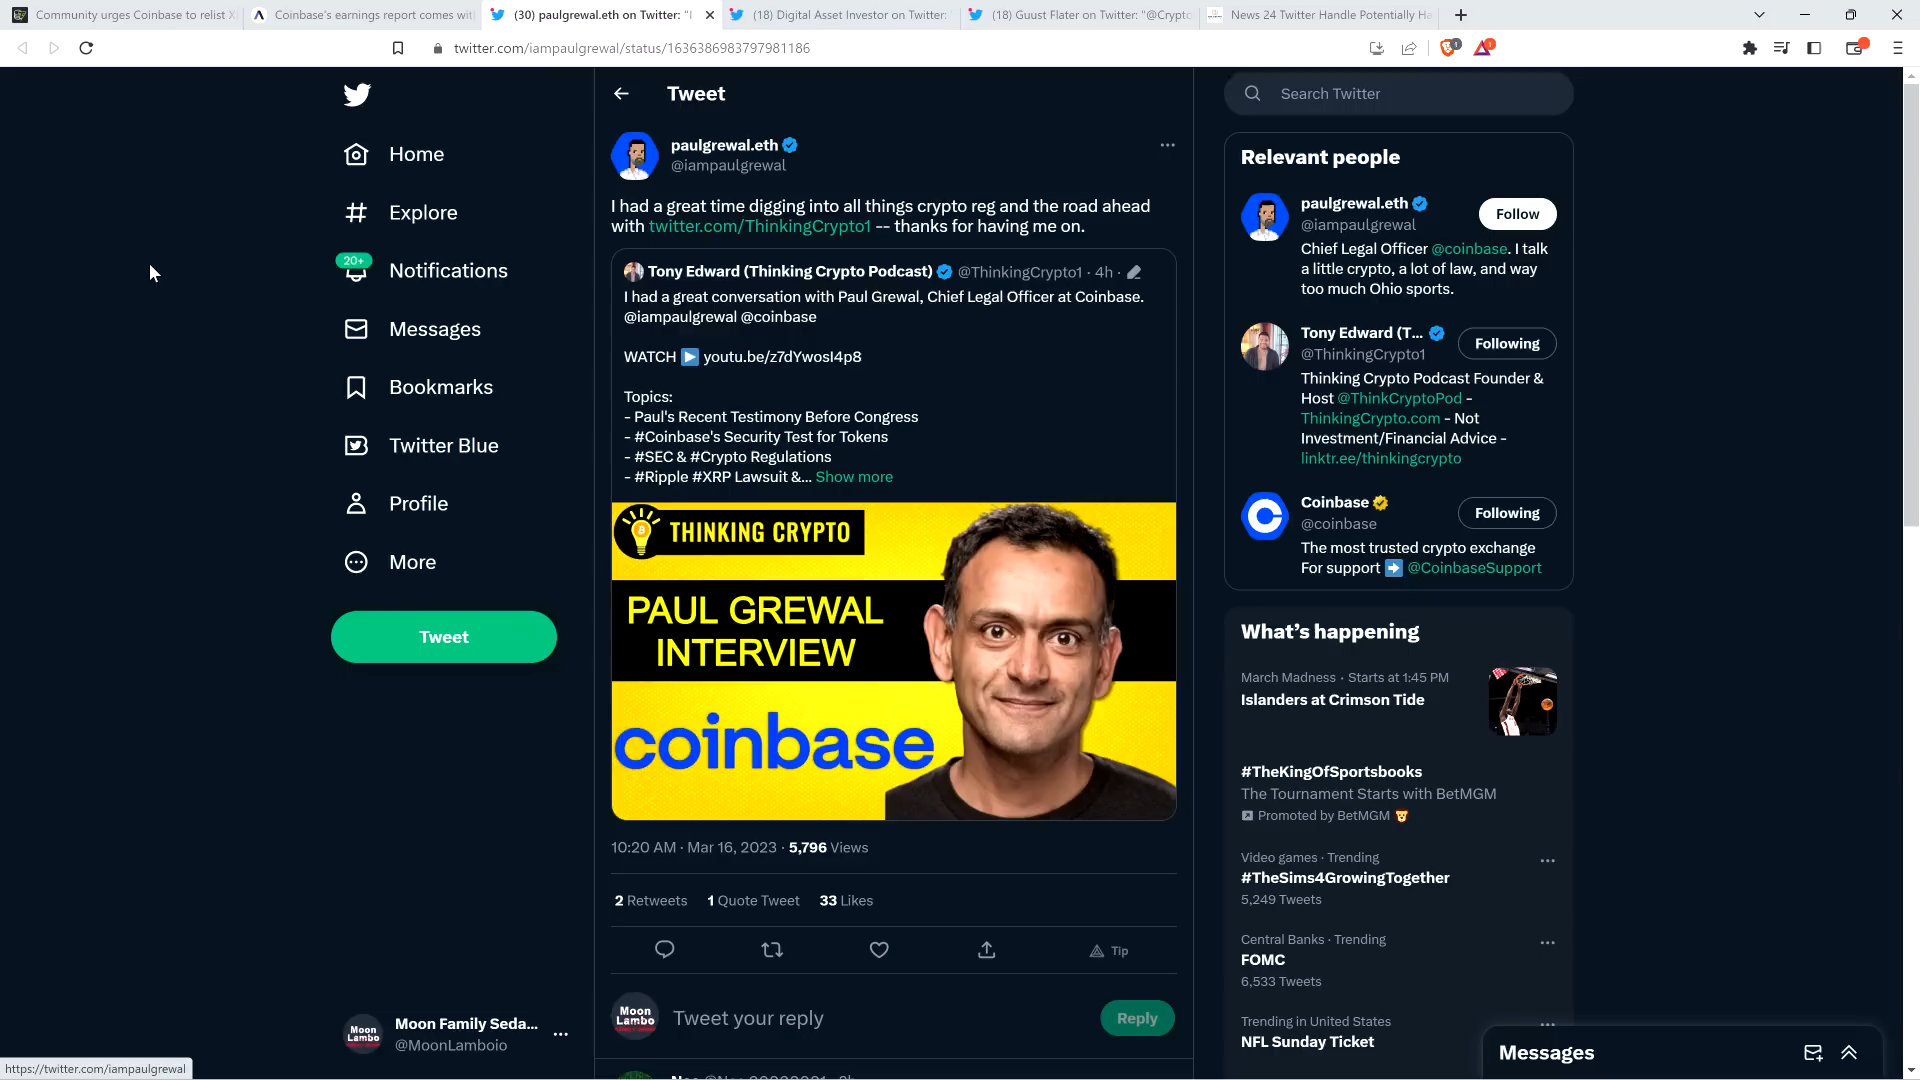 Community urges Coinbase to relist X
Coinbase's earnings report comes wit
(30) paulgrewal.eth on Twitter: "I
(18) Digital Asset Investor on Twitter:
(18) Guust Flater on Twitter: "@Crypto
News 24 Twitter Handle Potentially Ha
twitter.com/iampaulgrewal/status/1636386983797981186
Home
Explore
20+
Notifications
Messages
Bookmarks
Twitter Blue
Profile
More
Tweet
Moon Lambo
Moon Family Seda...
@MoonLamboio
https://twitter.com/iampaulgrewal
Tweet
paulgrewal.eth
@iampaulgrewal
I had a great time digging into all things crypto reg and the road ahead
with twitter.com/ThinkingCrypto1 -- thanks for having me on.
Tony Edward (Thinking Crypto Podcast) @ThinkingCrypto1 · 4h ·
I had a great conversation with Paul Grewal, Chief Legal Officer at Coinbase.
@iampaulgrewal @coinbase
WATCH ▶️ youtu.be/z7dYwosI4p8
Topics:
- Paul's Recent Testimony Before Congress
- #Coinbase's Security Test for Tokens
- #SEC & #Crypto Regulations
- #Ripple #XRP Lawsuit &... Show more
THINKING CRYPTO
PAUL GREWAL
INTERVIEW
coinbase
10:20 AM · Mar 16, 2023 · 5,796 Views
2 Retweets 1 Quote Tweet 33 Likes
Tip
Moon Lambo
Tweet your reply
Reply
Search Twitter
Relevant people
paulgrewal.eth
@iampaulgrewal
Follow
Chief Legal Officer @coinbase. I talk
a little crypto, a lot of law, and way
too much Ohio sports.
Tony Edward (T...
@ThinkingCrypto1
Following
Thinking Crypto Podcast Founder &
Host @ThinkCryptoPod -
ThinkingCrypto.com - Not
Investment/Financial Advice -
linktr.ee/thinkingcrypto
Coinbase
@coinbase
Following
The most trusted crypto exchange
For support ➡️ @CoinbaseSupport
What's happening
March Madness · Starts at 1:45 PM
Islanders at Crimson Tide
#TheKingOfSportsbooks
The Tournament Starts with BetMGM
Promoted by BetMGM
Video games · Trending
#TheSims4GrowingTogether
5,249 Tweets
Central Banks · Trending
FOMC
6,533 Tweets
Trending in United States
NFL Sunday Ticket
Messages